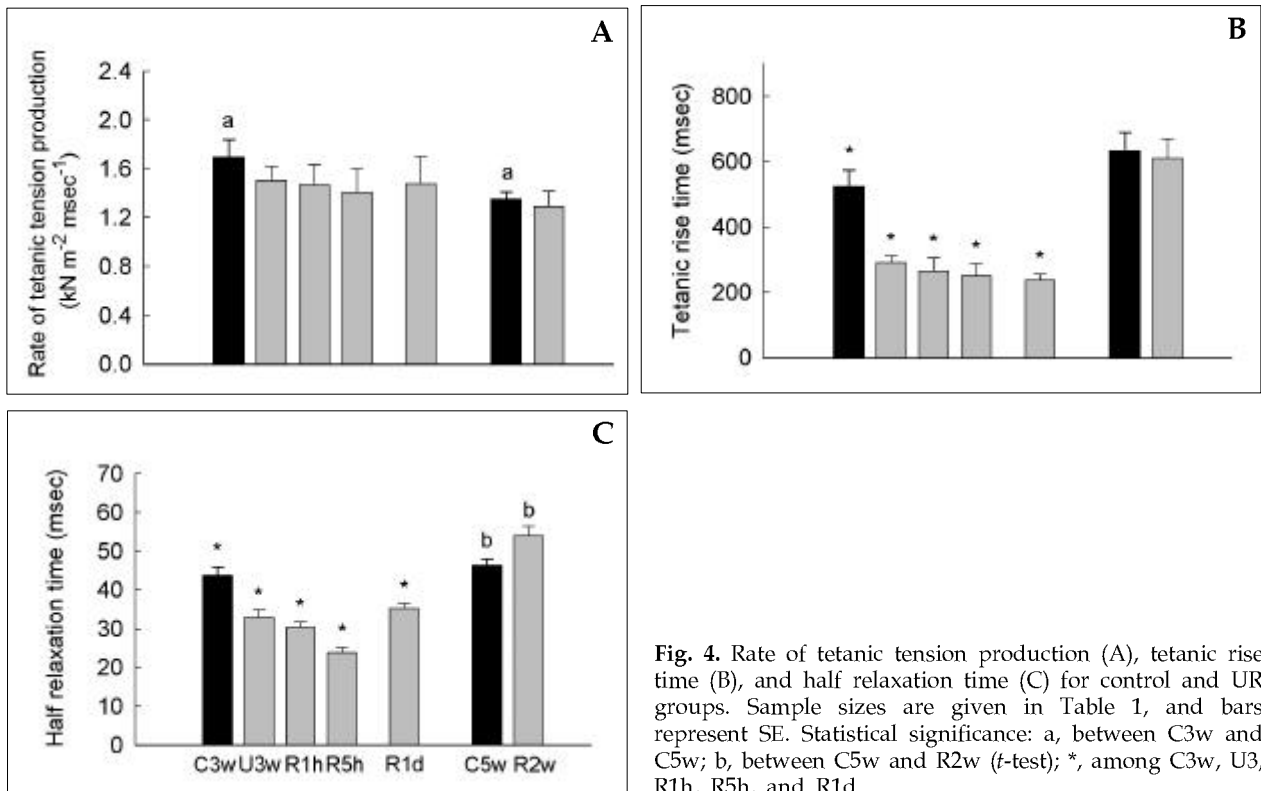 A
Rate of tetanic tension production
(kN m-2 msec-1)
2.4
2.0
1.6
1.2
0.8
0.4
0.0
a
a
B
Tetanic rise time (msec)
800
600
400
200
0
*
*
*
*
*
C
Half relaxation time (msec)
70
60
50
40
30
20
10
0
*
*
*
*
*
b
b
C3w U3w R1h R5h R1d C5w R2w
Fig. 4. Rate of tetanic tension production (A), tetanic rise
time (B), and half relaxation time (C) for control and UR
groups. Sample sizes are given in Table 1, and bars
represent SE. Statistical significance: a, between C3w and
C5w; b, between C5w and R2w (t-test); *, among C3w, U3,
R1h, R5h, and R1d